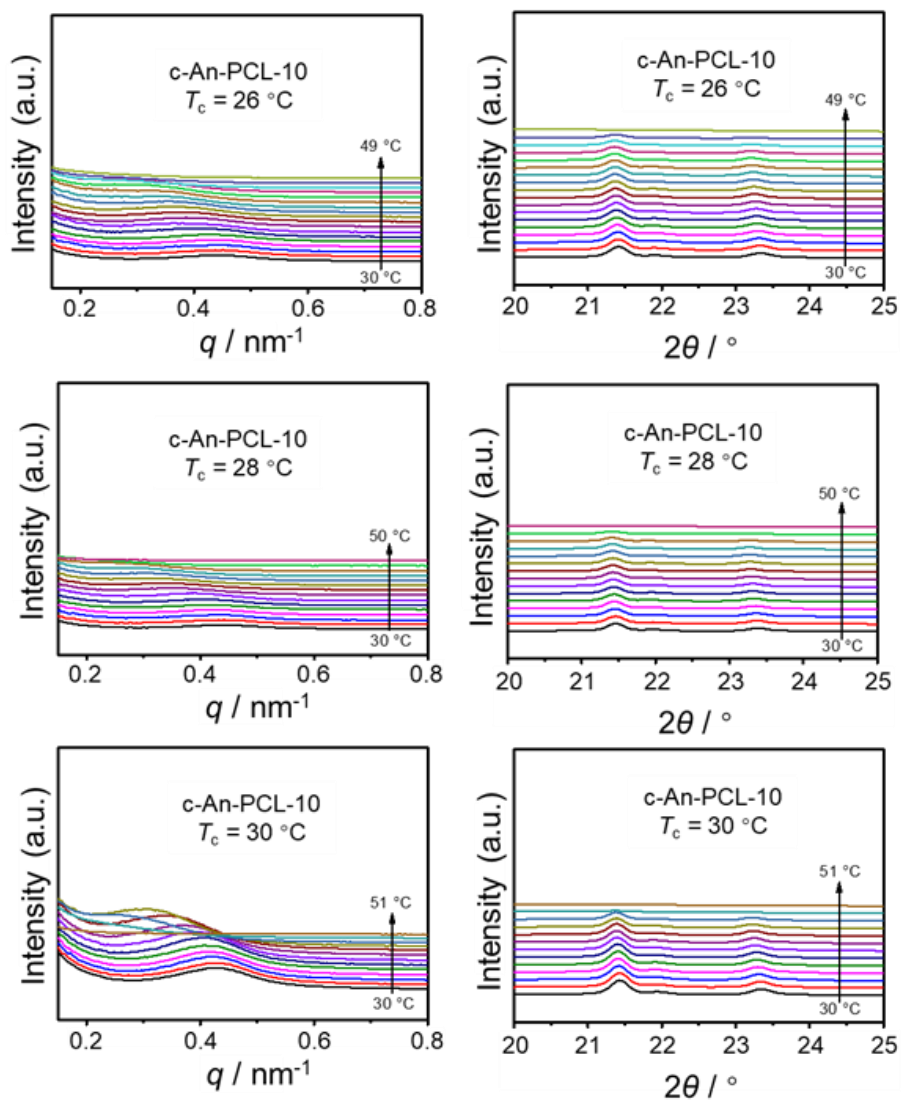 Intensity (a.u.)
c-An-PCL-10
Tc = 26 °C
49 °C
30 °C
0.2 0.4 0.6 0.8
q / nm-1
Intensity (a.u.)
c-An-PCL-10
Tc = 26 °C
49 °C
30 °C
20 21 22 23 24 25
2θ / °
Intensity (a.u.)
c-An-PCL-10
Tc = 28 °C
50 °C
30 °C
0.2 0.4 0.6 0.8
q / nm-1
Intensity (a.u.)
c-An-PCL-10
Tc = 28 °C
50 °C
30 °C
20 21 22 23 24 25
2θ / °
Intensity (a.u.)
c-An-PCL-10
Tc = 30 °C
51 °C
30 °C
0.2 0.4 0.6 0.8
q / nm-1
Intensity (a.u.)
c-An-PCL-10
Tc = 30 °C
51 °C
30 °C
20 21 22 23 24 25
2θ / °